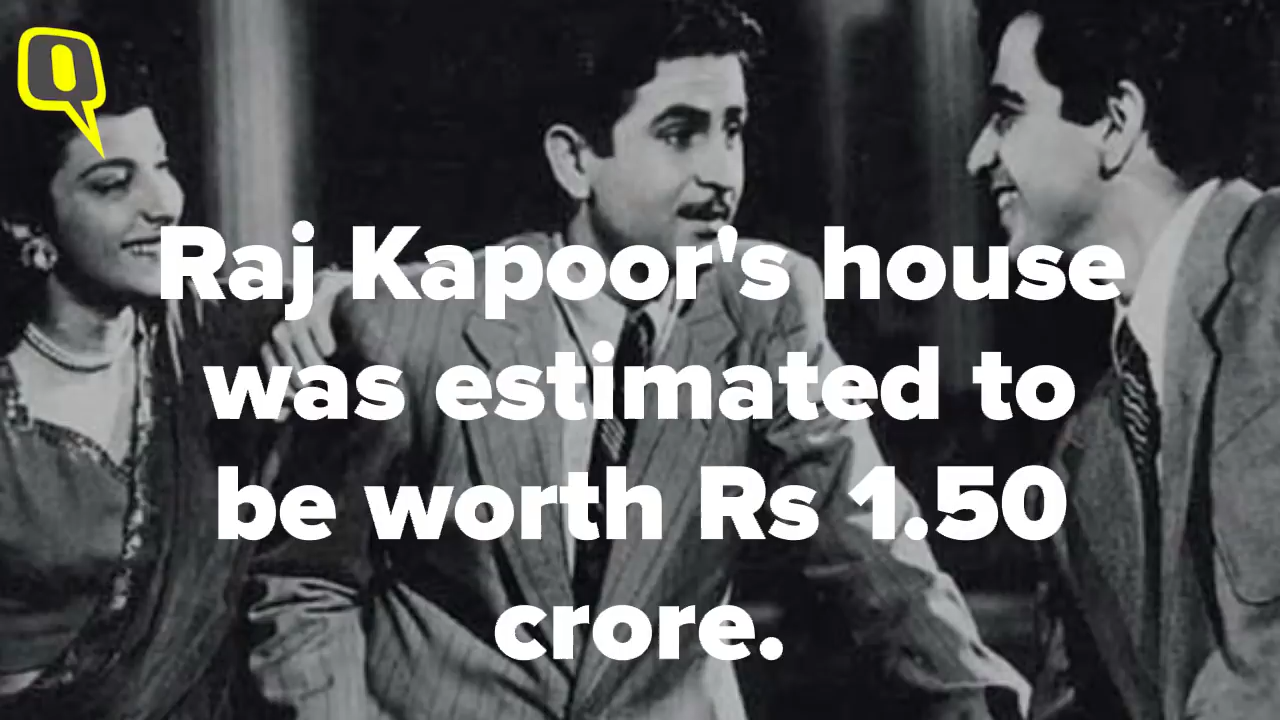 Raj Kapoor's house
was estimated to
be worth Rs 1.50
crore.